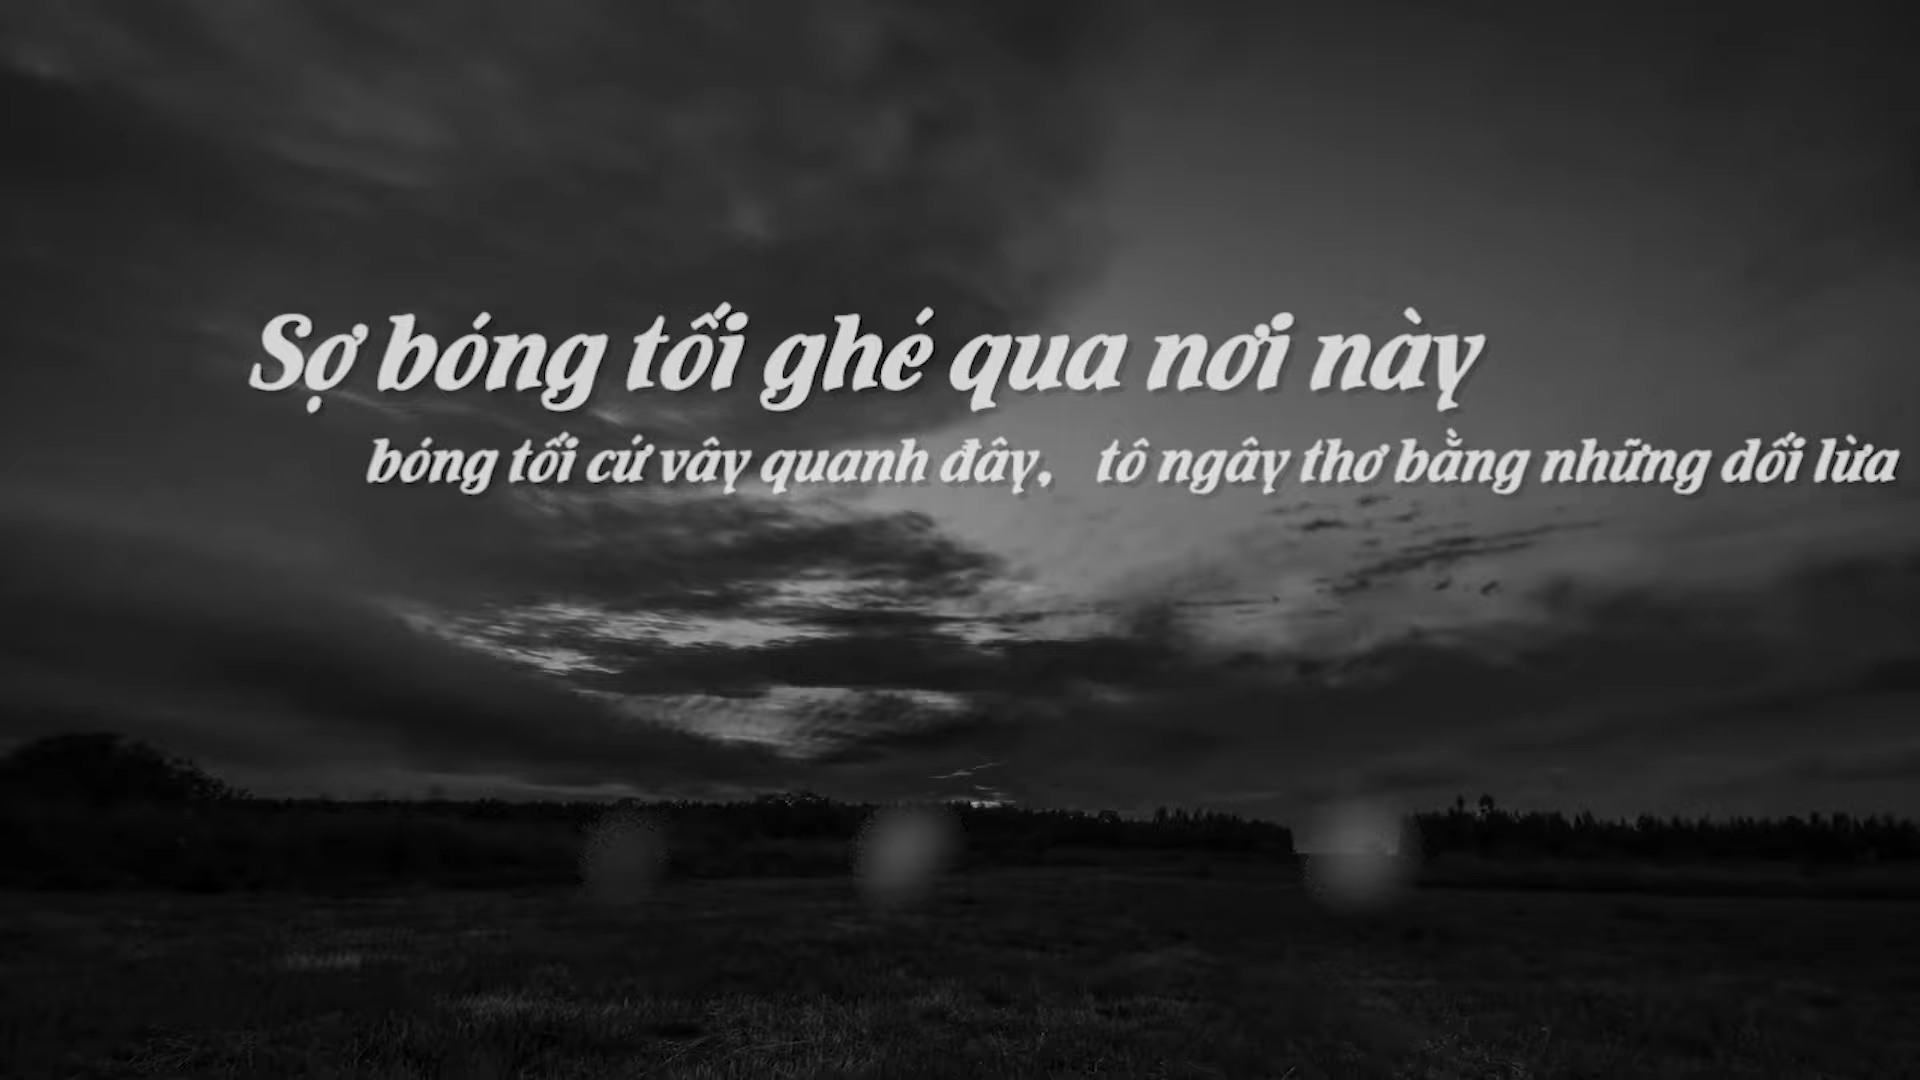 Sợ bóng tối ghé qua nơi này
bóng tối cứ vây quanh đây, tô ngây thơ bằng những dối lừa